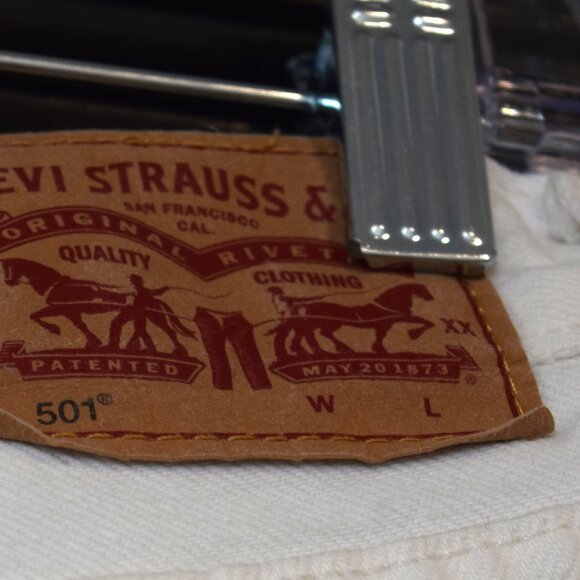 EVI STRAUSS &
SAN FRANCISCO
CAL.
ORIGINAL RIVETE
QUALITY CLOTHING
XX
PATENTED MAY 20 1873 ®
501® W L